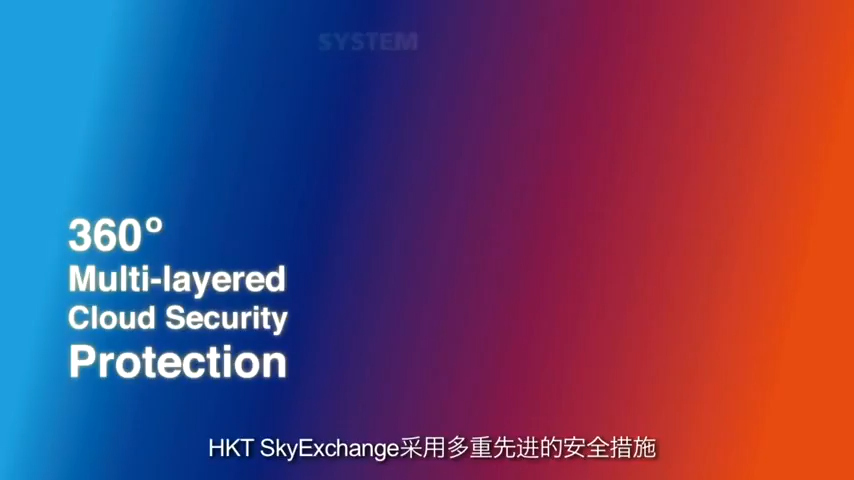 SYSTEM
360°
Multi-layered
Cloud Security
Protection
HKT SkyExchange采用多重先进的安全措施